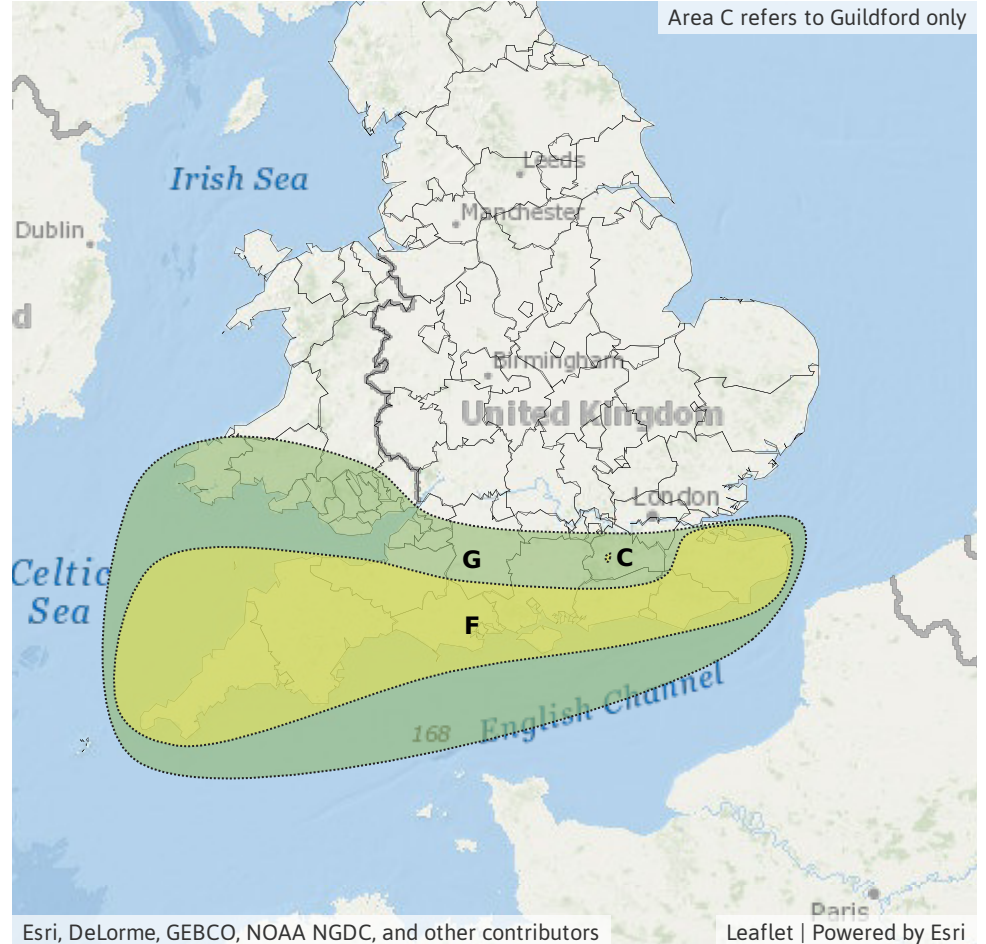 Area C refers to Guildford only
Leeds
Irish Sea
Manchester
Dublin
d
Birmingham
United Kingdom
London
G
C
Celtic
Sea
F
English Channel
168
Paris
Esri, DeLorme, GEBCO, NOAA NGDC, and other contributors
Leaflet | Powered by Esri